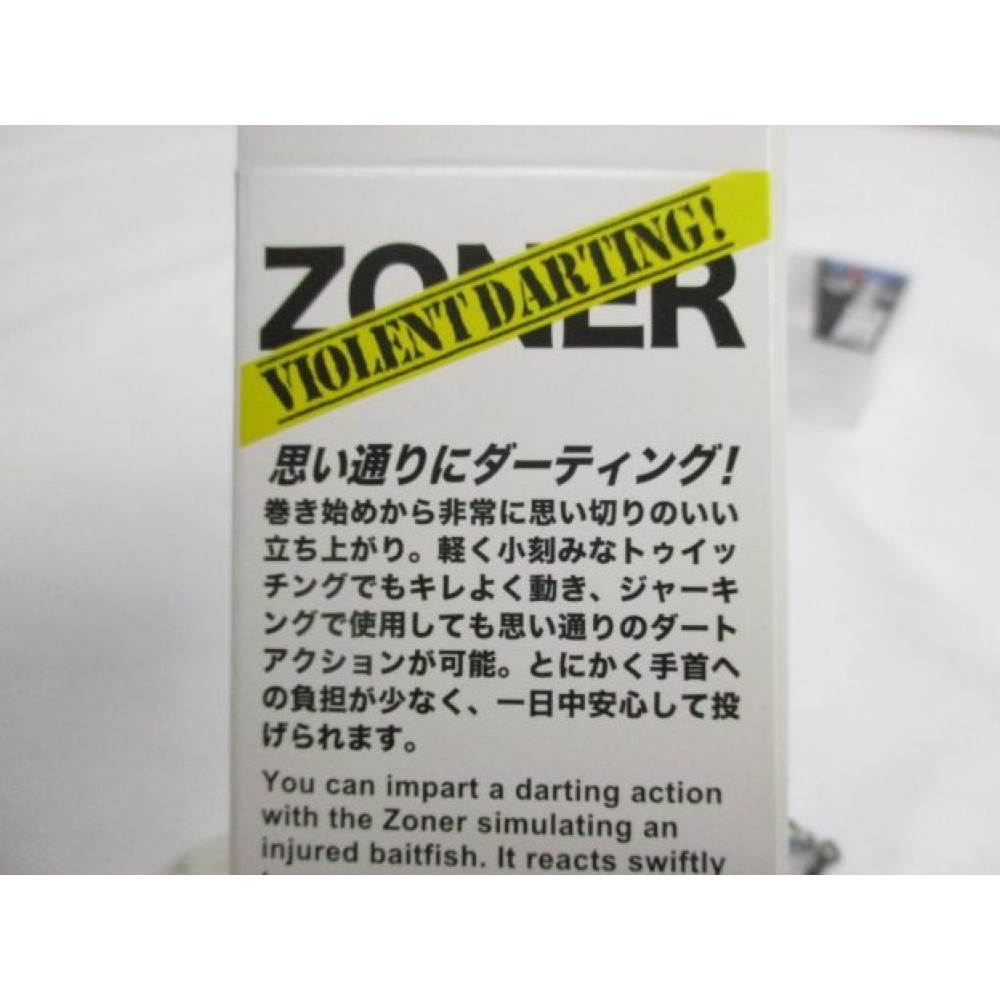 ZONER
VIOLENT DARTING!
思い通りにダーティング!
巻き始めから非常に思い切りのいい
立ち上がり。軽く小刻みなトゥイッ
チングでもキレよく動き、ジャーキ
ングで使用しても思い通りのダート
アクションが可能。とにかく手首へ
の負担が少なく、一日中安心して投
げられます。
You can impart a darting action
with the Zoner simulating an
injured baitfish. It reacts swiftly